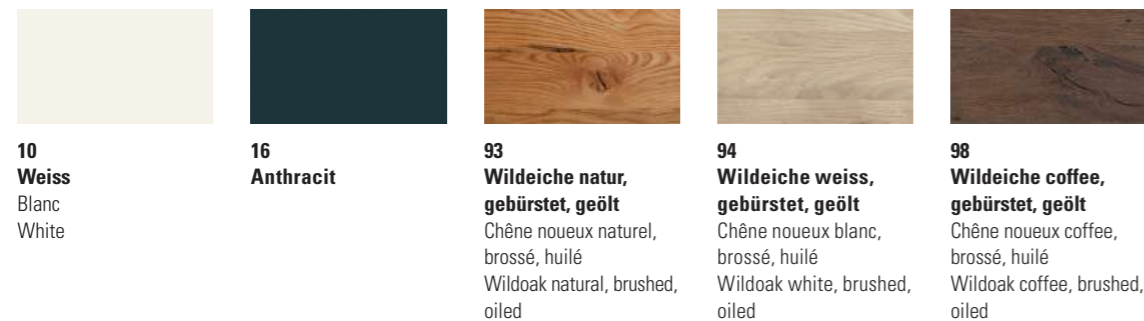 10
Weiss
Blanc
White
16
Anthracit
93
Wildeiche natur,
gebürstet, geölt
Chêne noueux naturel,
brossé, huilé
Wildoak natural, brushed,
oiled
94
Wildeiche weiss,
gebürstet, geölt
Chêne noueux blanc,
brossé, huilé
Wildoak white, brushed,
oiled
98
Wildeiche coffee,
gebürstet, geölt
Chêne noueux coffee,
brossé, huilé
Wildoak coffee, brushed,
oiled